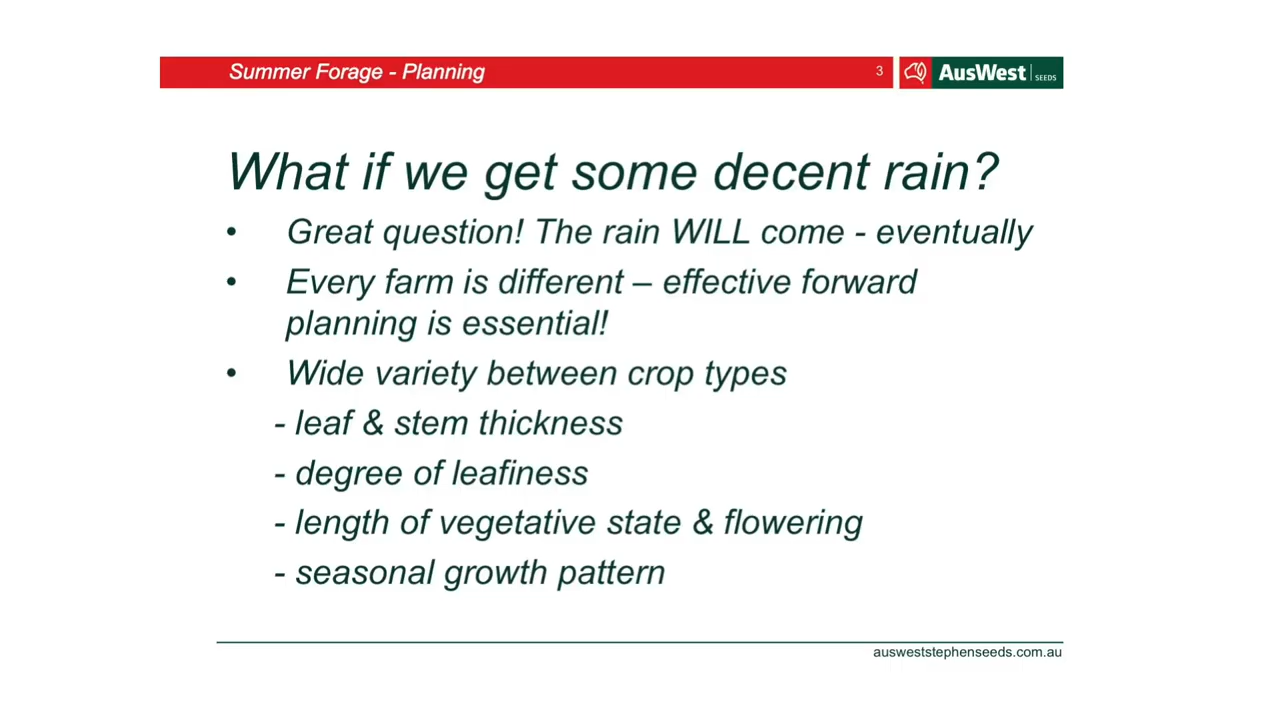 Summer Forage - Planning
3
AusWest SEEDS
What if we get some decent rain?
• Great question! The rain WILL come - eventually
• Every farm is different – effective forward
planning is essential!
• Wide variety between crop types
- leaf & stem thickness
- degree of leafiness
- length of vegetative state & flowering
- seasonal growth pattern
ausweststephenseeds.com.au